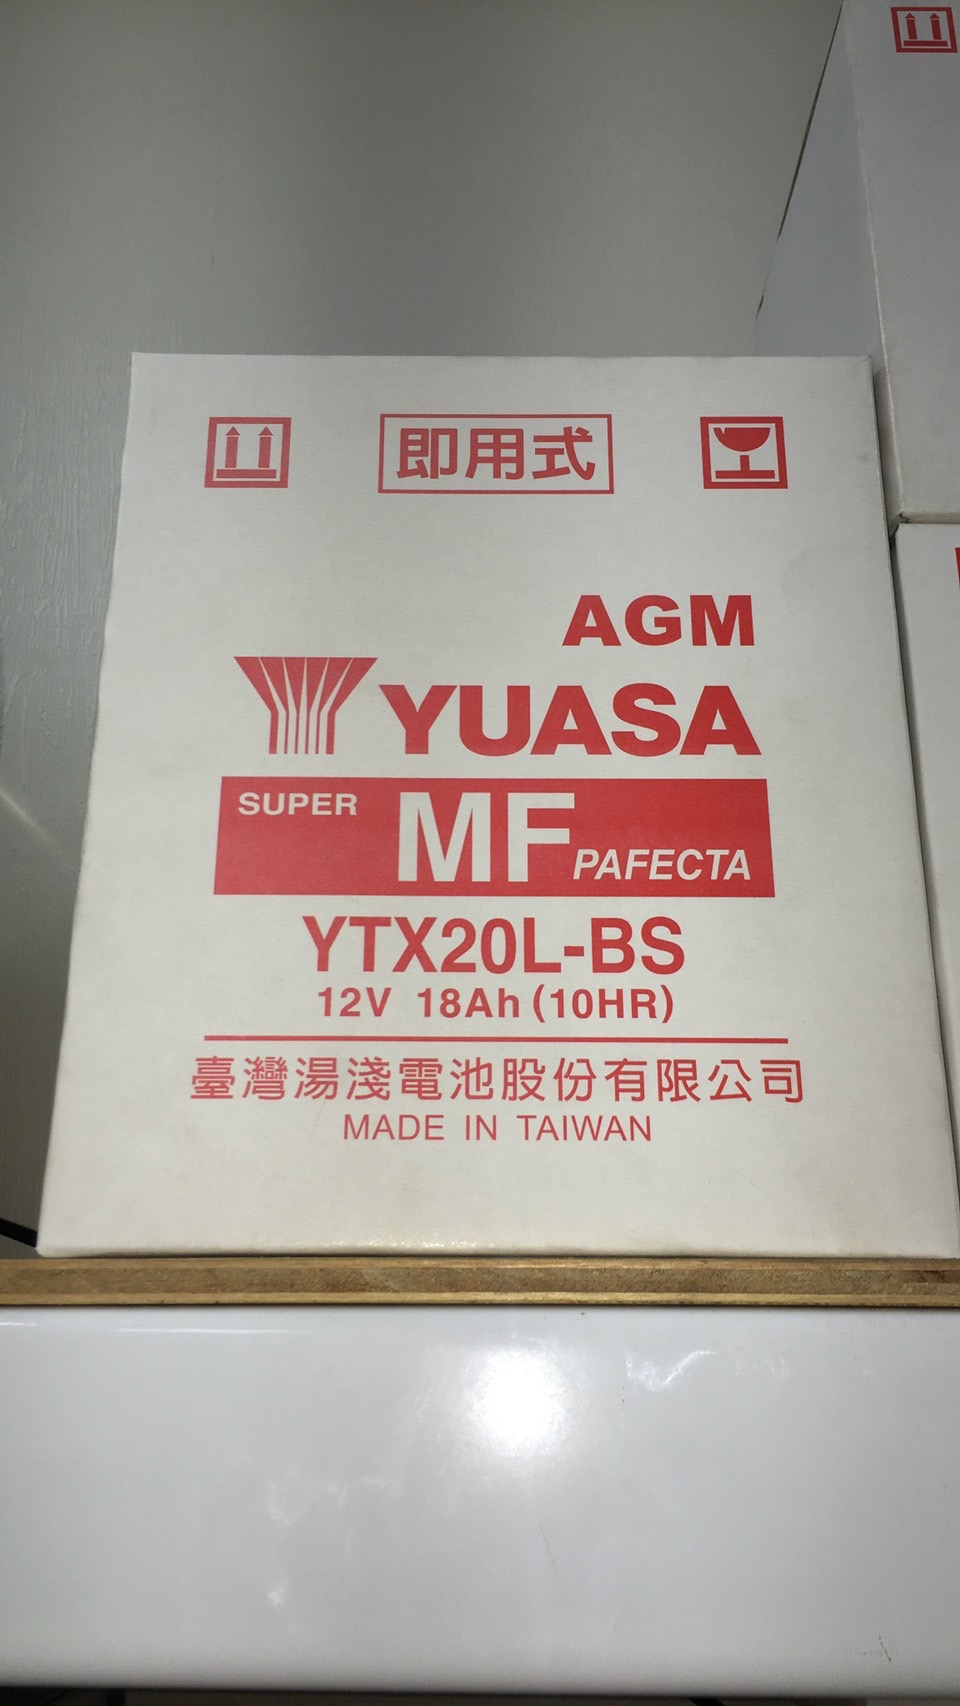 即用式
AGM
YUASA
SUPER MF PAFECTA
YTX20L-BS
12V 18Ah (10HR)
臺灣湯淺電池股份有限公司
MADE IN TAIWAN